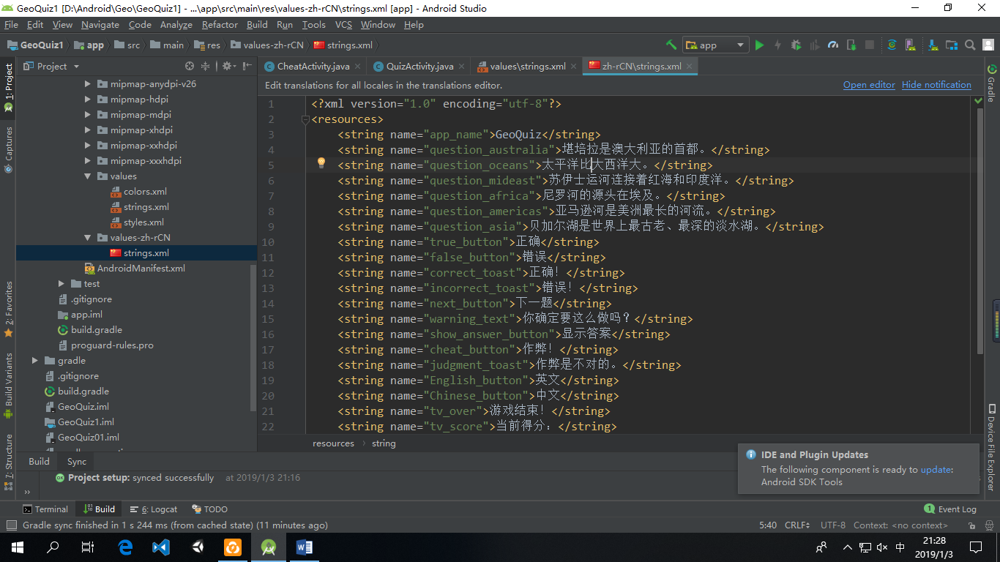 GeoQuiz1 [D:\Android\Geo\GeoQuiz1] - ...\app\src\main\res\values-zh-rCN\strings.xml [app] - Android Studio
File Edit View Navigate Code Analyze Refactor Build Run Tools VCS Window Help
GeoQuiz1 app src main res values-zh-rCN strings.xml
app
Project
CheatActivity.java
QuizActivity.java
values\strings.xml
zh-rCN\strings.xml
Edit translations for all locales in the translations editor.
Open editor Hide notification
1: Project
Captures
2: Favorites
Build Variants
7: Structure
mipmap-anydpi-v26
mipmap-hdpi
mipmap-mdpi
mipmap-xhdpi
mipmap-xxhdpi
mipmap-xxxhdpi
values
colors.xml
strings.xml
styles.xml
values-zh-rCN
strings.xml
AndroidManifest.xml
test
.gitignore
app.iml
build.gradle
proguard-rules.pro
gradle
.gitignore
build.gradle
GeoQuiz.iml
GeoQuiz1.iml
GeoQuiz01.iml
1 <?xml version="1.0" encoding="utf-8"?>
2 <resources>
3 <string name="app_name">GeoQuiz</string>
4 <string name="question_australia">堪培拉是澳大利亚的首都。</string>
5 <string name="question_oceans">太平洋比大西洋大。</string>
6 <string name="question_mideast">苏伊士运河连接着红海和印度洋。</string>
7 <string name="question_africa">尼罗河的源头在埃及。</string>
8 <string name="question_americas">亚马逊河是美洲最长的河流。</string>
9 <string name="question_asia">贝加尔湖是世界上最古老、最深的淡水湖。</string>
10 <string name="true_button">正确</string>
11 <string name="false_button">错误</string>
12 <string name="correct_toast">正确！</string>
13 <string name="incorrect_toast">错误！</string>
14 <string name="next_button">下一题</string>
15 <string name="warning_text">你确定要这么做吗？</string>
16 <string name="show_answer_button">显示答案</string>
17 <string name="cheat_button">作弊！</string>
18 <string name="judgment_toast">作弊是不对的。</string>
19 <string name="English_button">英文</string>
20 <string name="Chinese_button">中文</string>
21 <string name="tv_over">游戏结束！</string>
22 <string name="tv_score">当前得分：</string>
resources › string
Gradle
Device File Explorer
Build Sync
Project setup: synced successfully at 2019/1/3 21:16
IDE and Plugin Updates
The following component is ready to update:
Android SDK Tools
Terminal Build 6: Logcat TODO
1 Event Log
Gradle sync finished in 1 s 244 ms (from cached state) (11 minutes ago)
5:40 CRLF UTF-8 Context: <no context>
中
21:28
2019/1/3